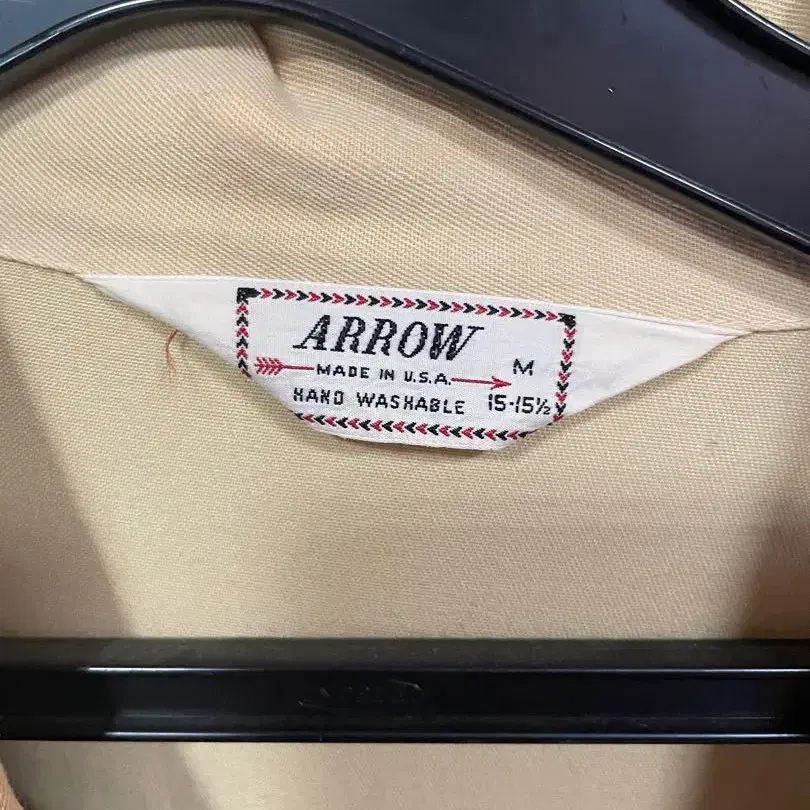 ARROW
MADE IN U.S.A.
M
HAND WASHABLE
15-15½